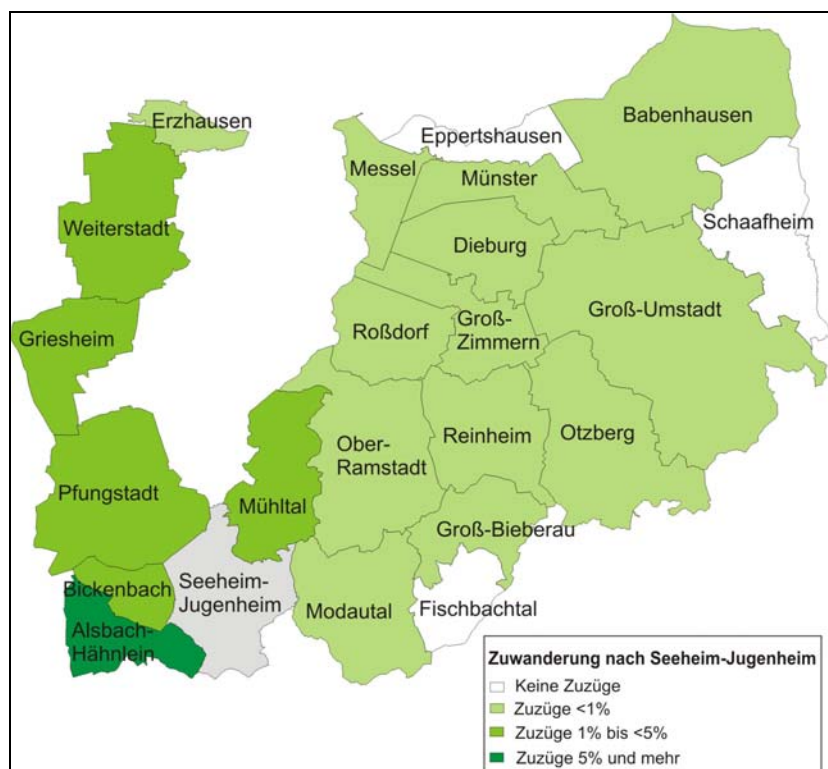 Erzhausen
Eppertshausen
Babenhausen
Messel
Münster
Schaafheim
Weiterstadt
Dieburg
Groß-Umstadt
Griesheim
Roßdorf
Groß-
Zimmern
Ober-
Ramstadt
Reinheim
Otzberg
Pfungstadt
Mühltal
Groß-Bieberau
Bickenbach
Seeheim-
Jugenheim
Modautal
Fischbachtal
Alsbach-
Hähnlein
Zuwanderung nach Seeheim-Jugenheim
Keine Zuzüge
Zuzüge <1%
Zuzüge 1% bis <5%
Zuzüge 5% und mehr